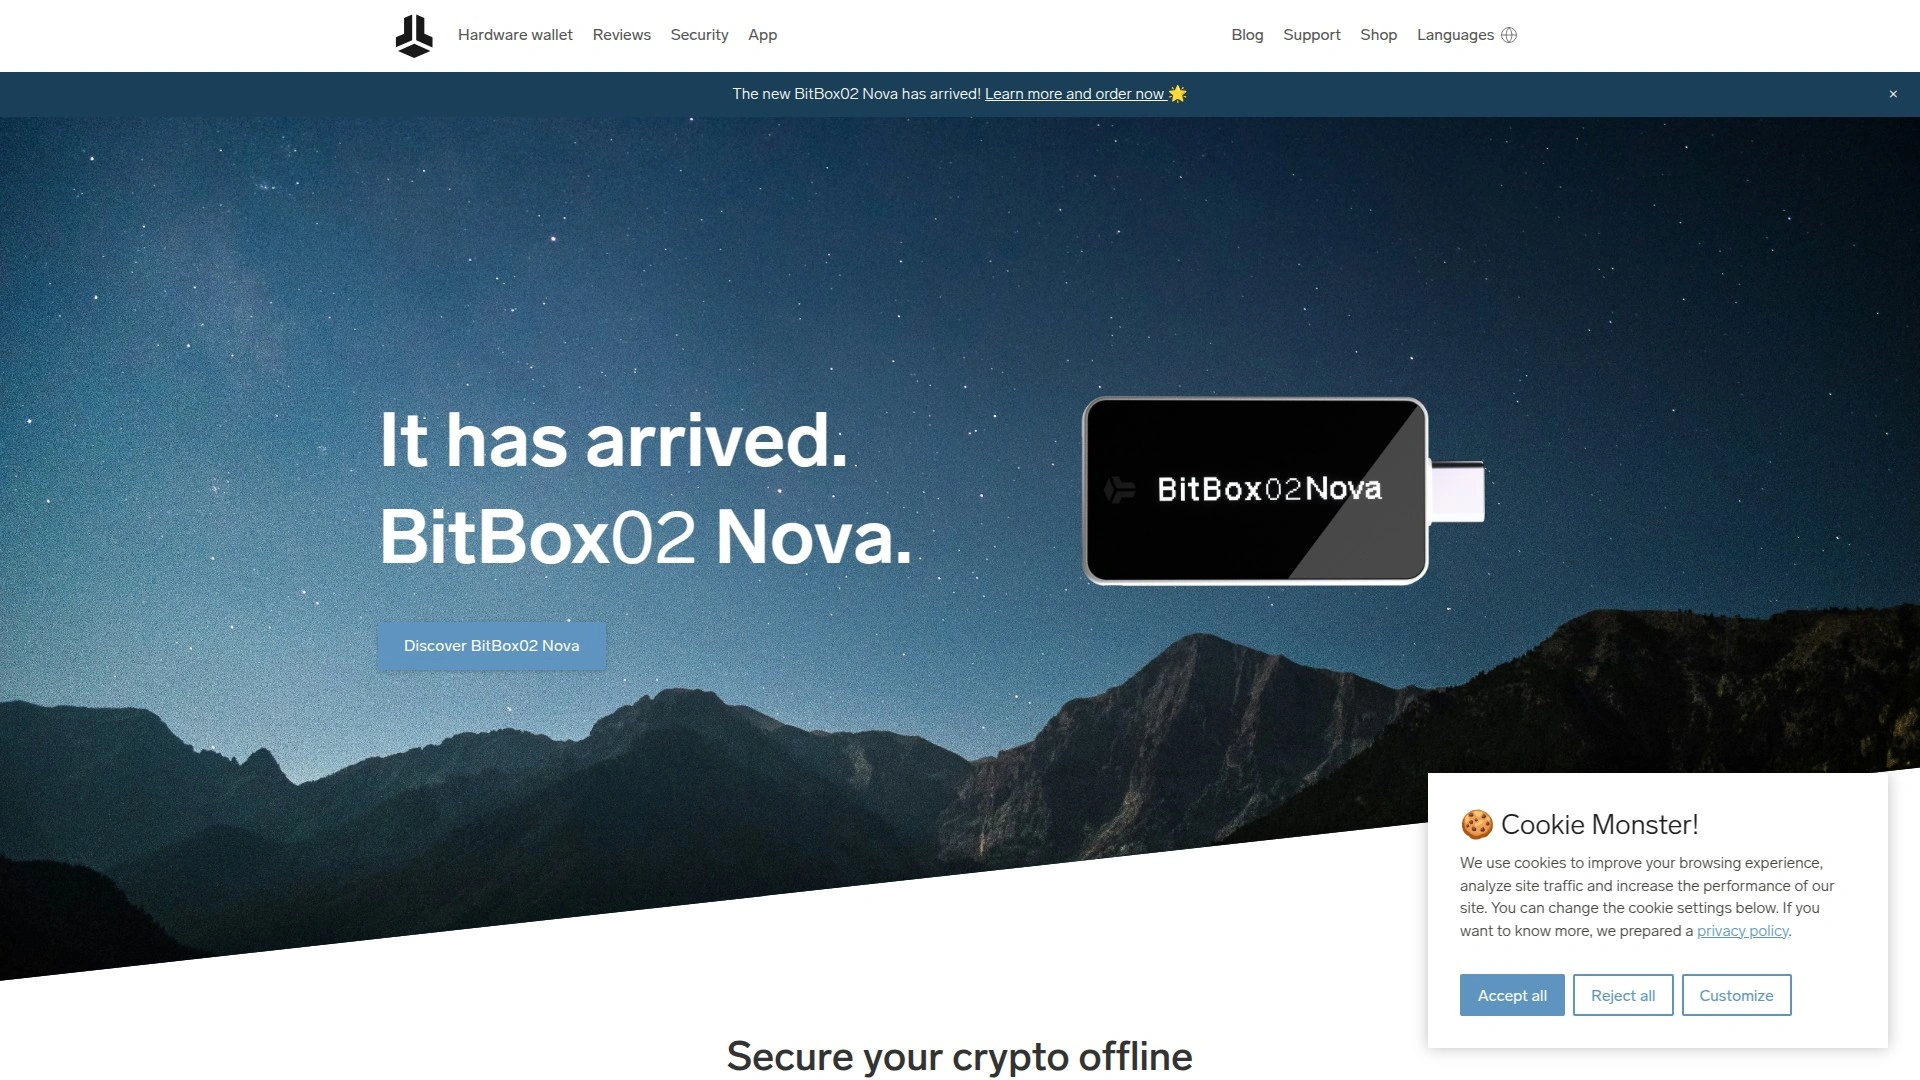 Hardware wallet Reviews Security App Blog Support Shop Languages
The new BitBox02 Nova has arrived! Learn more and order now 🌟 ×
It has arrived.
BitBox02 Nova.
BitBox02Nova
Discover BitBox02 Nova
🍪 Cookie Monster!
We use cookies to improve your browsing experience,
analyze site traffic and increase the performance of our
site. You can change the cookie settings below. If you
want to know more, we prepared a privacy policy.
Accept all Reject all Customize
Secure your crypto offline